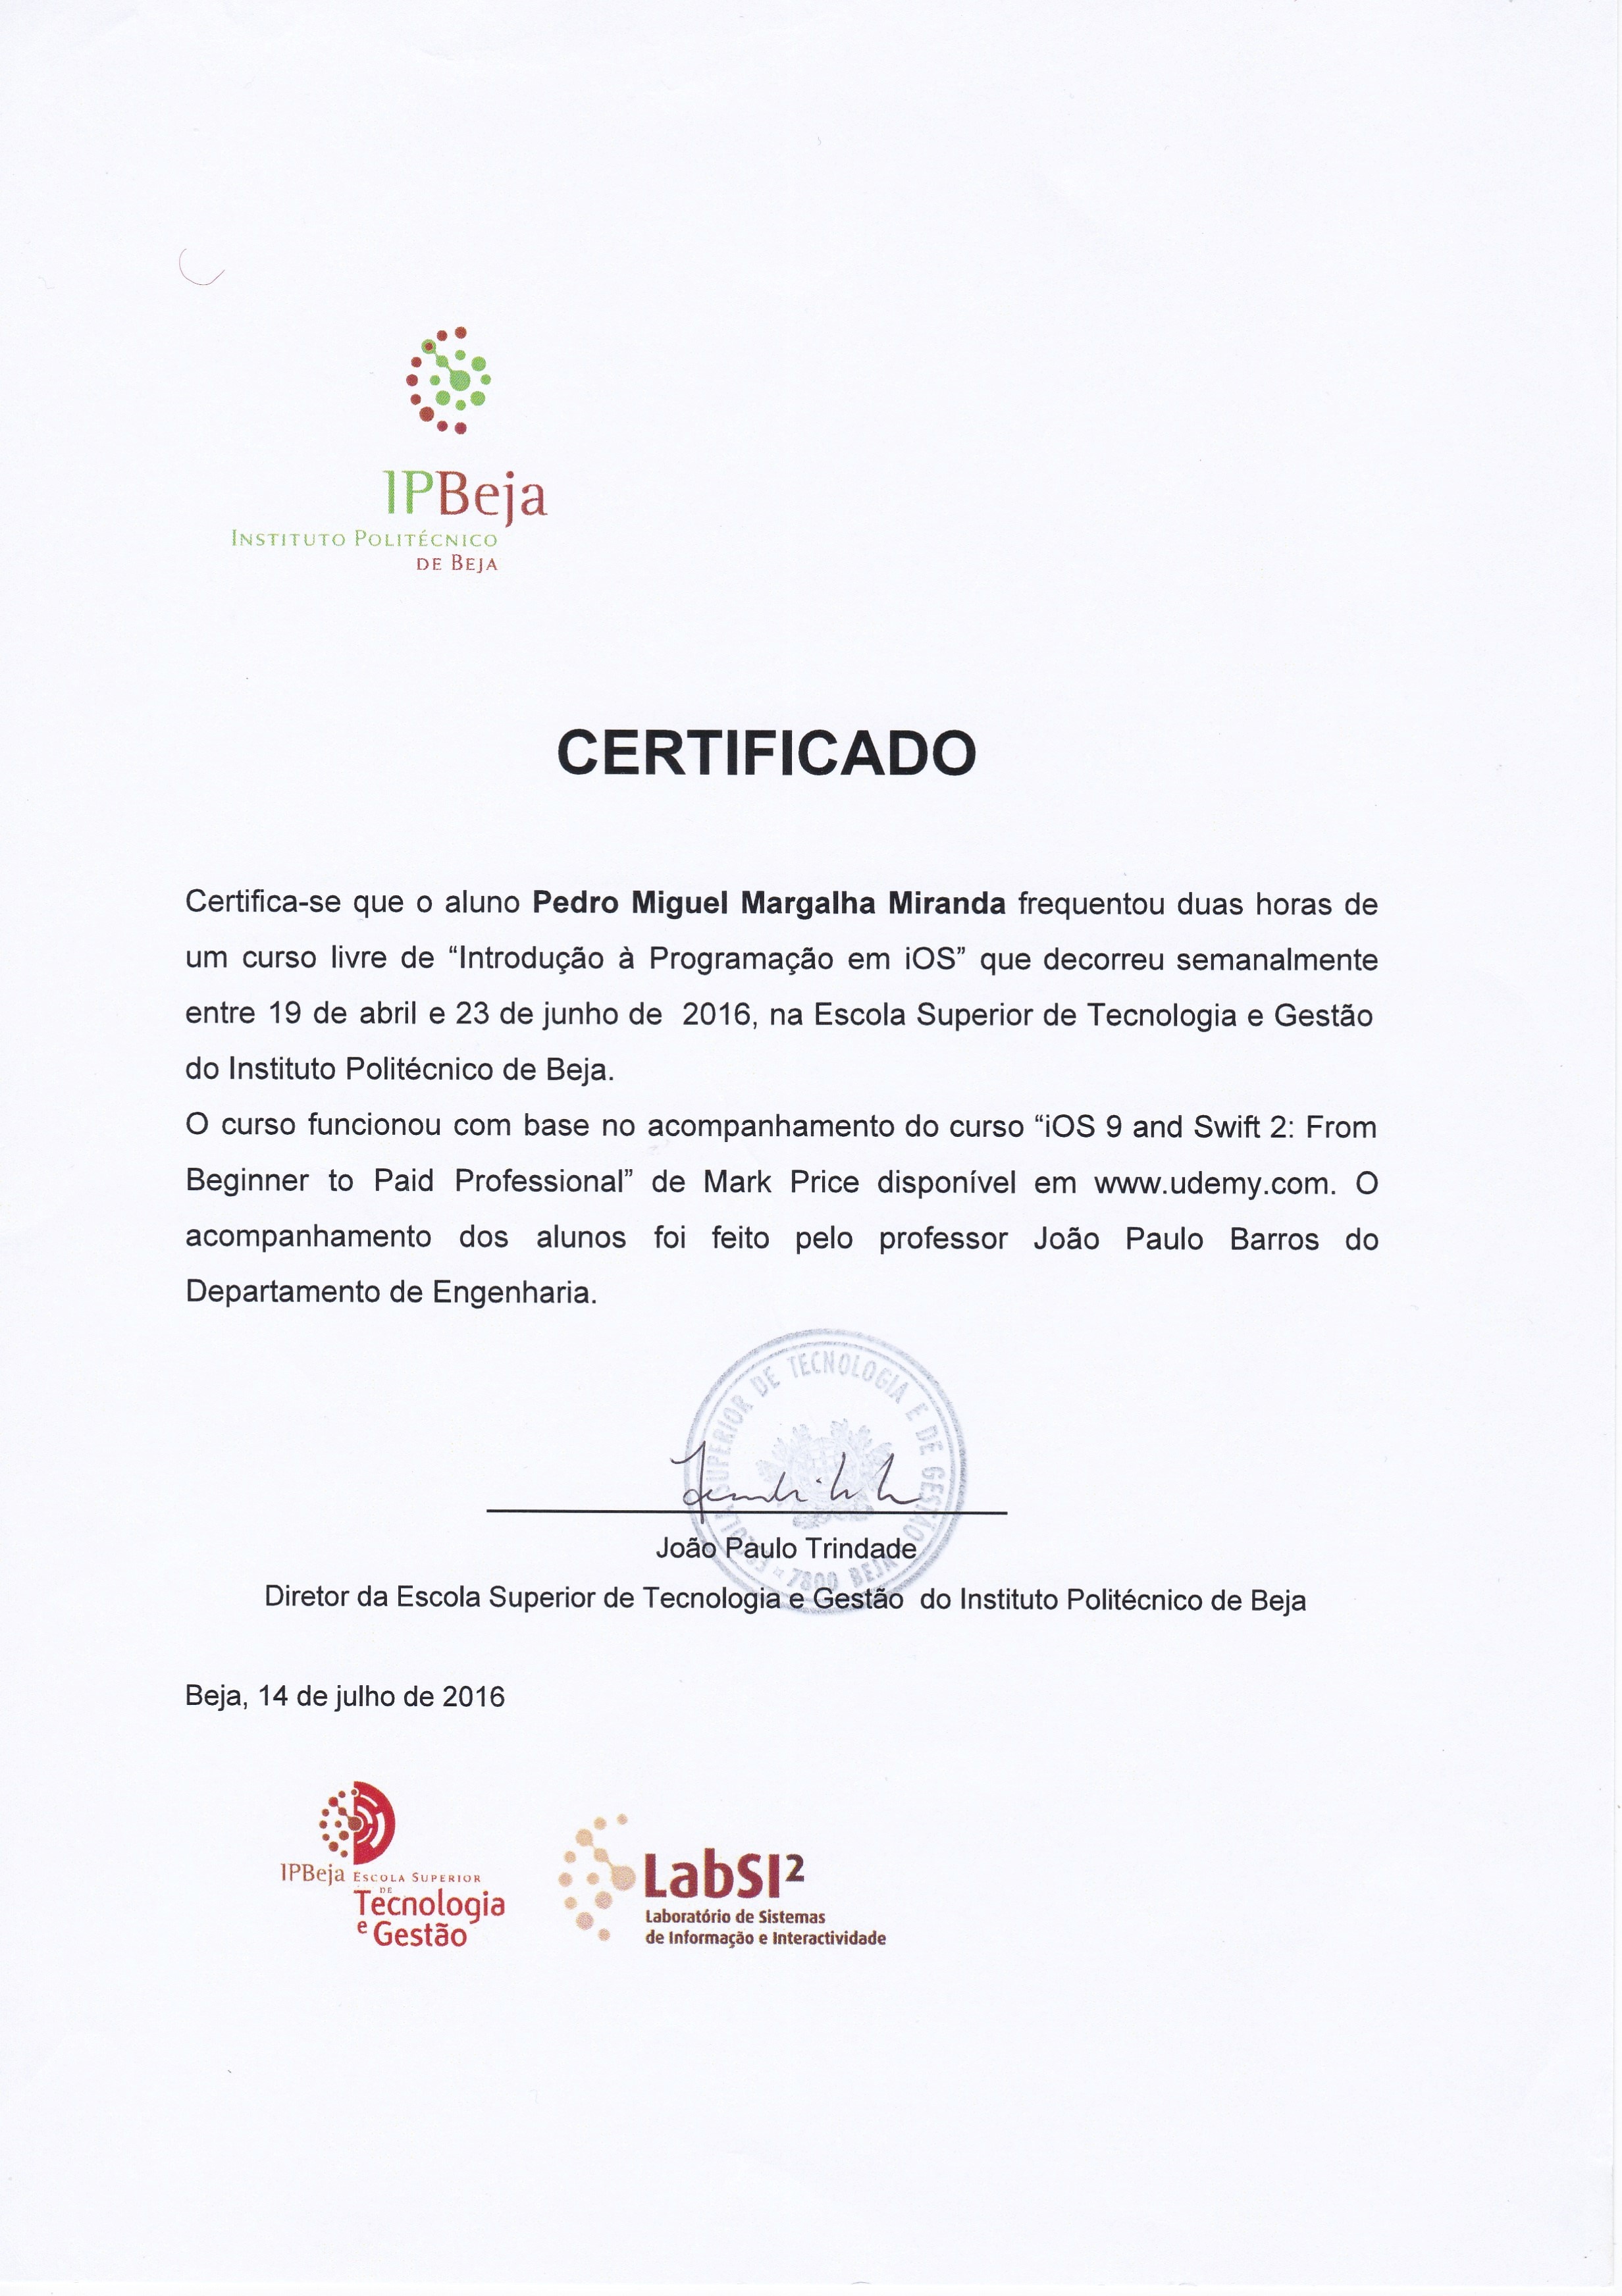 IPBeja
INSTITUTO POLITÉCNICO
DE BEJA
CERTIFICADO
Certifica-se que o aluno Pedro Miguel Margalha Miranda frequentou duas horas de
um curso livre de “Introdução à Programação em iOS” que decorreu semanalmente
entre 19 de abril e 23 de junho de 2016, na Escola Superior de Tecnologia e Gestão
do Instituto Politécnico de Beja.
O curso funcionou com base no acompanhamento do curso “iOS 9 and Swift 2: From
Beginner to Paid Professional” de Mark Price disponível em www.udemy.com. O
acompanhamento dos alunos foi feito pelo professor João Paulo Barros do
Departamento de Engenharia.
ESCOLA SUPERIOR DE TECNOLOGIA E DE GESTÃO
7800 BEJA
João Paulo Trindade
Diretor da Escola Superior de Tecnologia e Gestão do Instituto Politécnico de Beja
Beja, 14 de julho de 2016
IPBeja ESCOLA SUPERIOR
DE
Tecnologia
e Gestão
LabSI²
Laboratório de Sistemas
de Informação e Interactividade